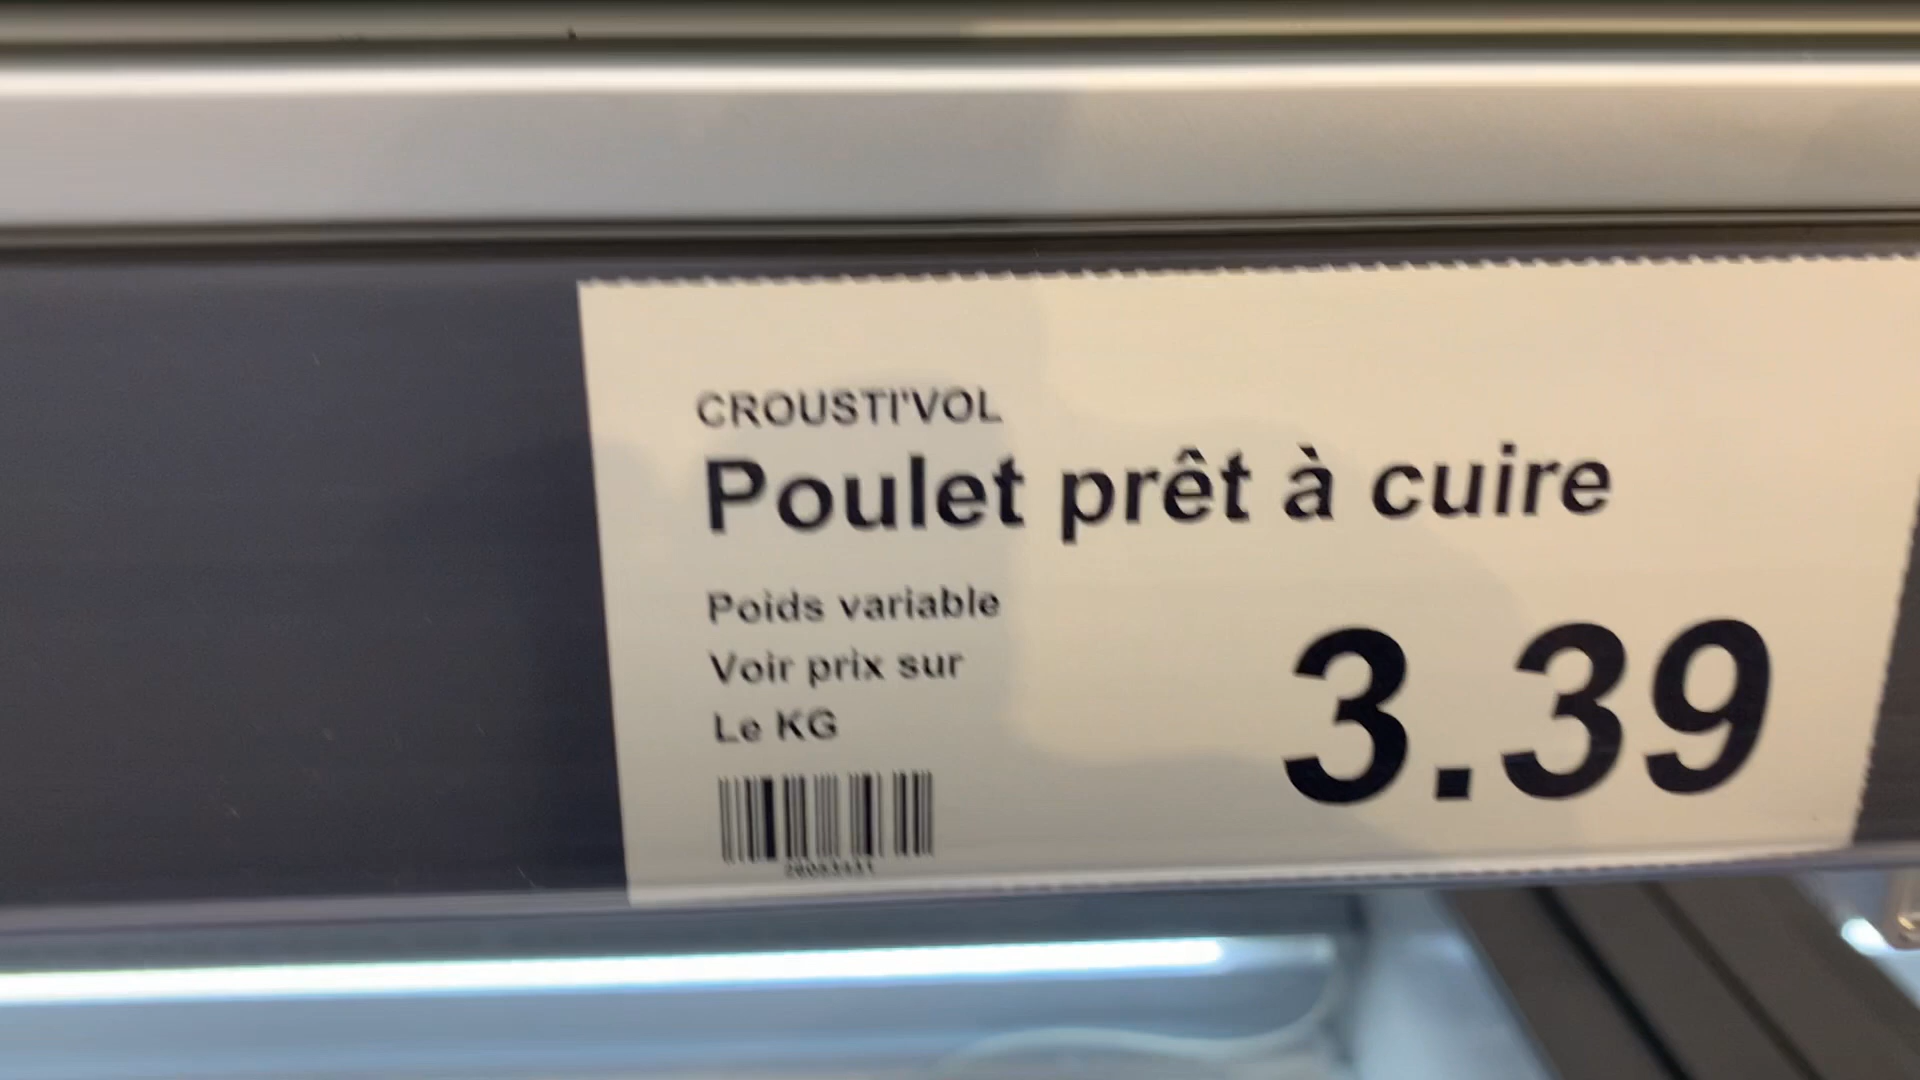 CROUSTI'VOL
Poulet prêt à cuire
Poids variable
Voir prix sur
Le KG
3.39